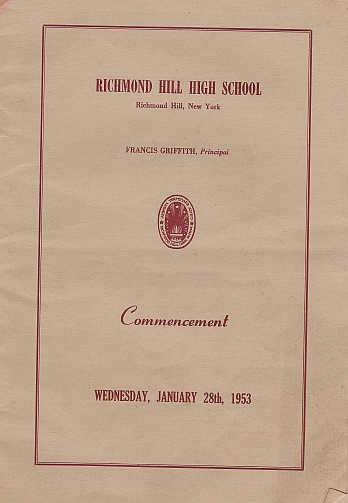 RICHMOND HILL HIGH SCHOOL
Richmond Hill, New York
FRANCIS GRIFFITH, Principal
Commencement
WEDNESDAY, JANUARY 28th, 1953